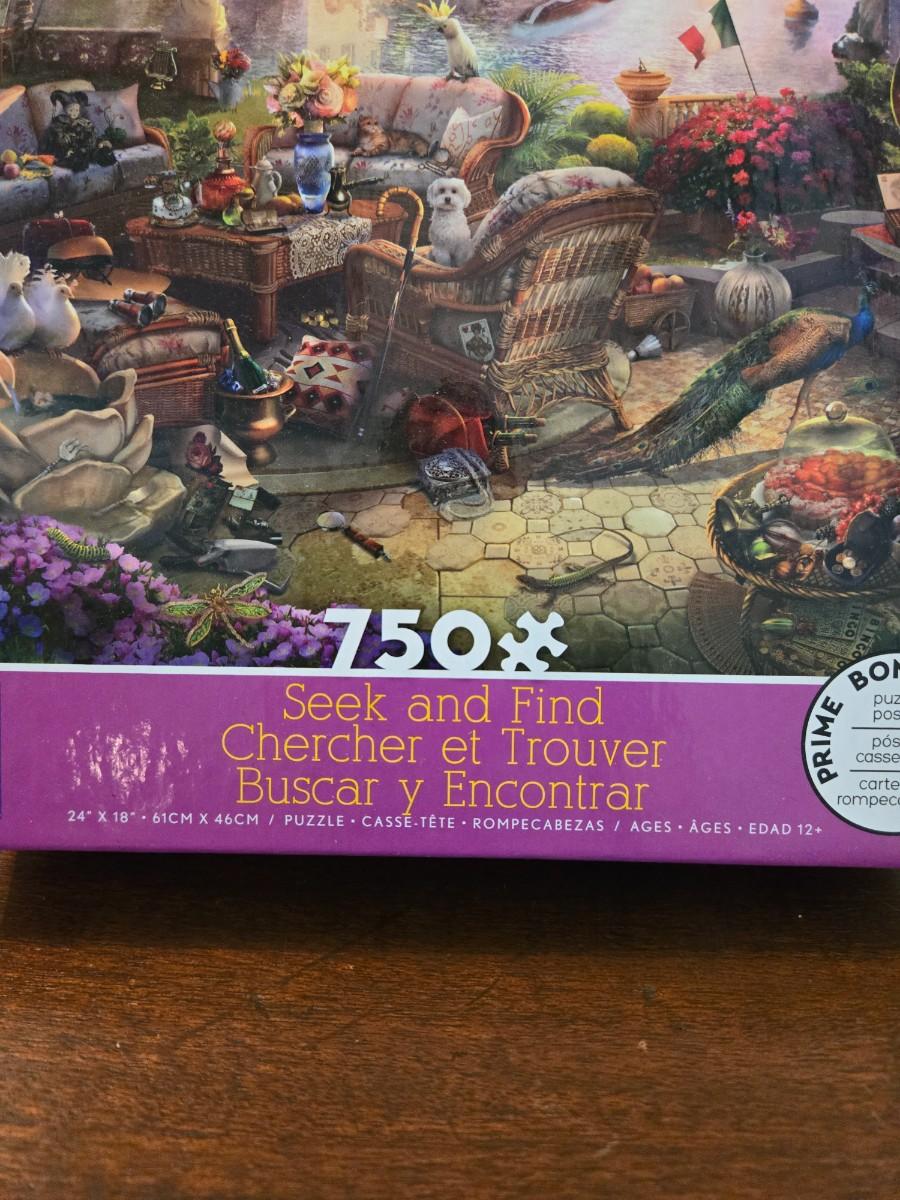 750
Seek and Find
Chercher et Trouver
Buscar y Encontrar
24" X 18" • 61CM X 46CM / PUZZLE • CASSE-TÊTE • ROMPECABEZAS / AGES • ÂGES • EDAD 12+
PRIME
BINGO